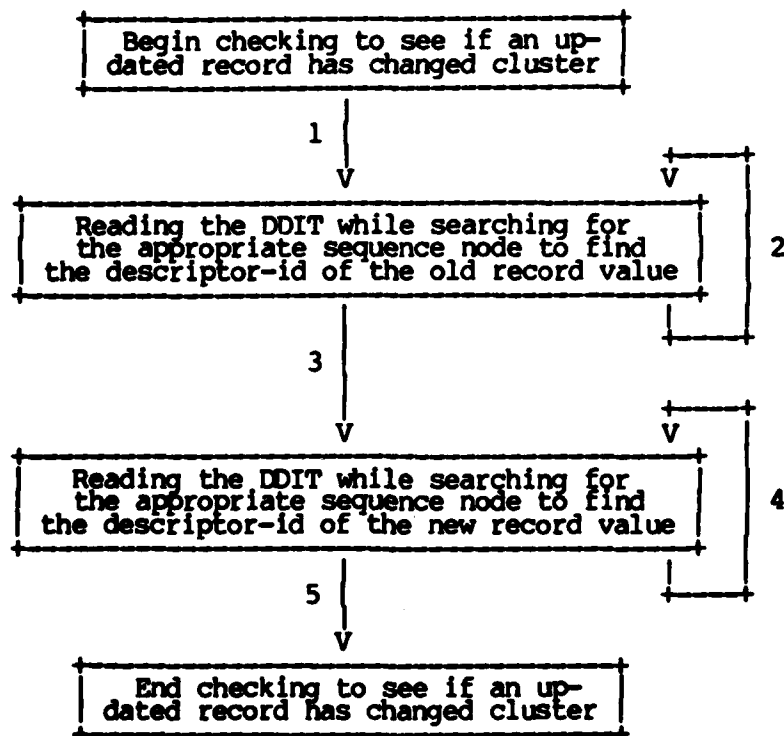 Begin checking to see if an up-
dated record has changed cluster
1
V
V
Reading the DDIT while searching for
the appropriate sequence node to find
the descriptor-id of the old record value
2
3
V
V
Reading the DDIT while searching for
the appropriate sequence node to find
the descriptor-id of the new record value
4
5
V
End checking to see if an up-
dated record has changed cluster